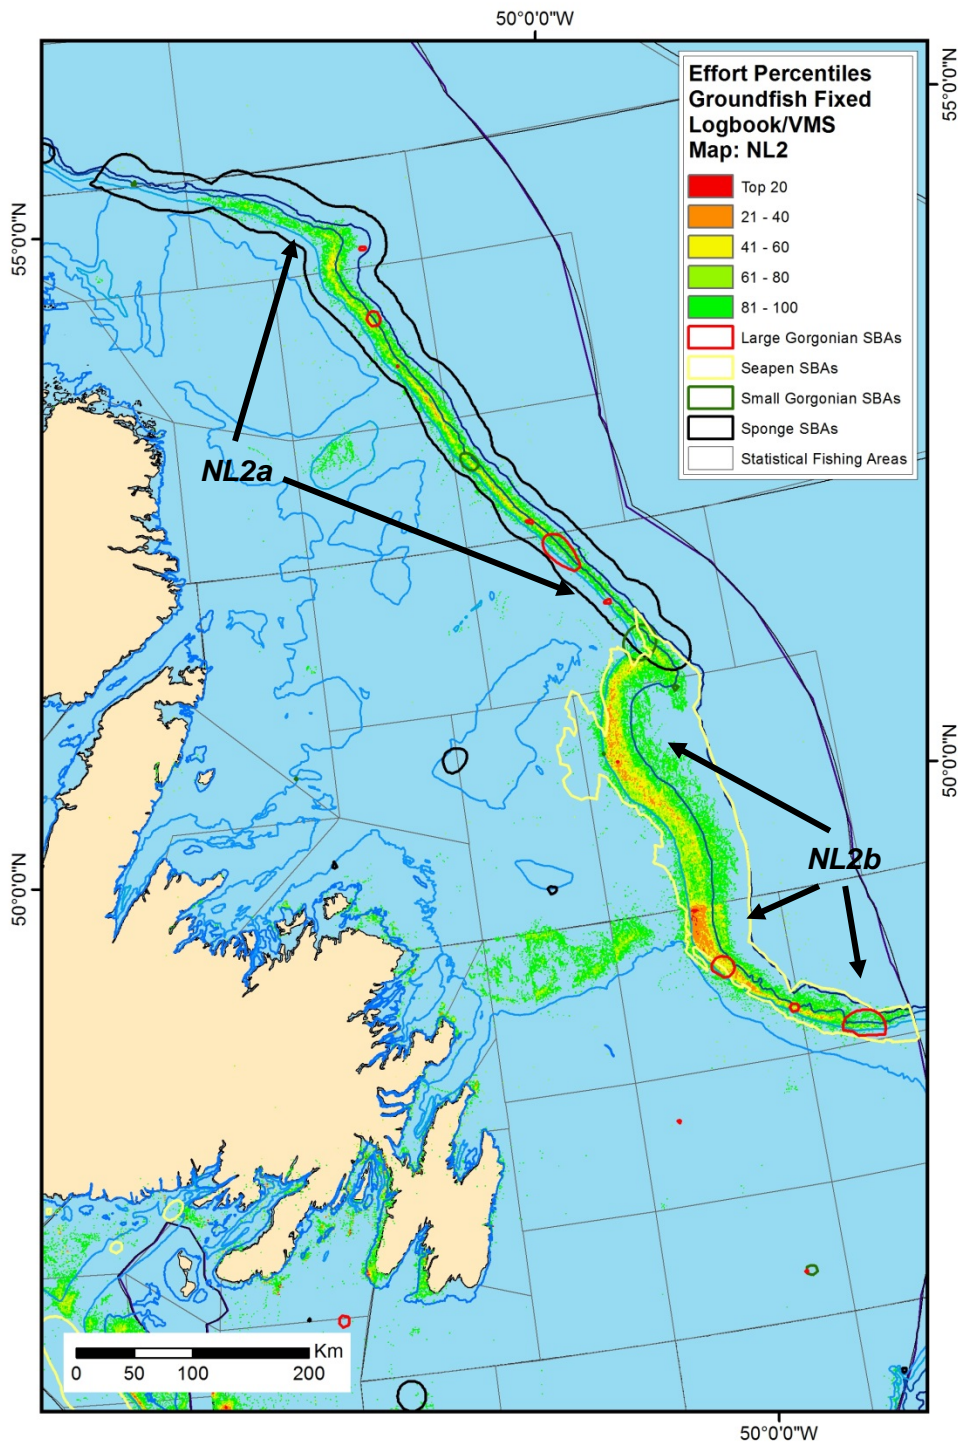 50°0'0"W
55°0'0"N
Effort Percentiles
Groundfish Fixed
Logbook/VMS
Map: NL2
Top 20
21 - 40
41 - 60
61 - 80
81 - 100
Large Gorgonian SBAs
Seapen SBAs
Small Gorgonian SBAs
Sponge SBAs
Statistical Fishing Areas
55°0'0"N
NL2a
50°0'0"N
NL2b
50°0'0"N
Km
0 50 100 200
50°0'0"W